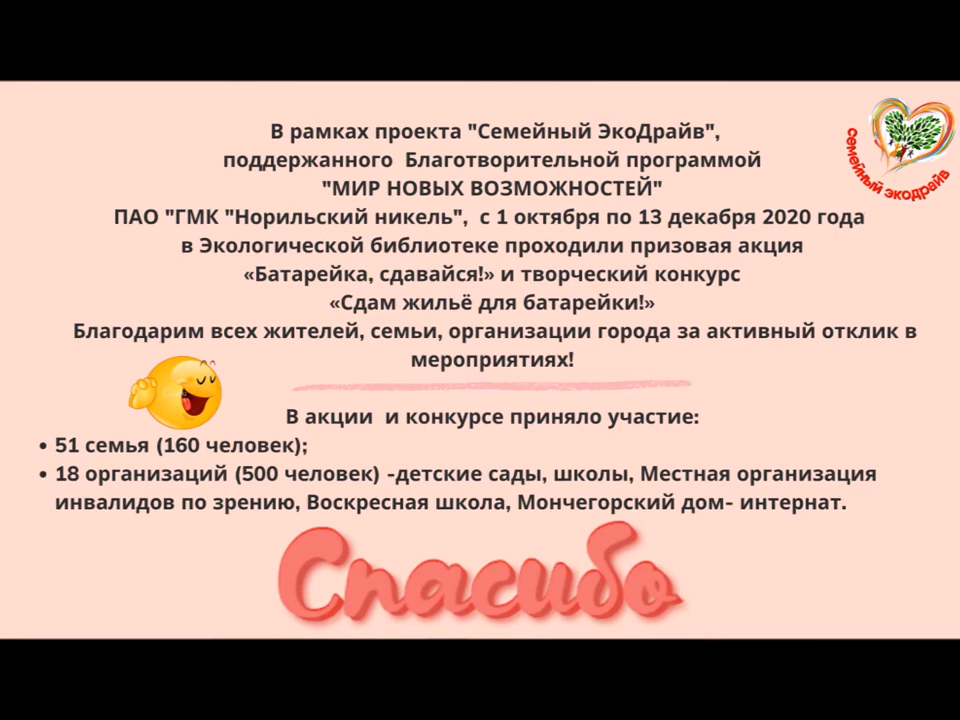 В рамках проекта "Семейный ЭкоДрайв",
поддержанного Благотворительной программой
"МИР НОВЫХ ВОЗМОЖНОСТЕЙ"
ПАО "ГМК "Норильский никель", с 1 октября по 13 декабря 2020 года
в Экологической библиотеке проходили призовая акция
«Батарейка, сдавайся!» и творческий конкурс
«Сдам жильё для батарейки!»
Благодарим всех жителей, семьи, организации города за активный отклик в
мероприятиях!
Семейный экодрайв
В акции и конкурсе приняло участие:
• 51 семья (160 человек);
• 18 организаций (500 человек) -детские сады, школы, Местная организация
инвалидов по зрению, Воскресная школа, Мончегорский дом- интернат.
Спасибо